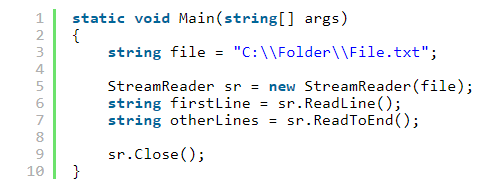 1 static void Main(string[] args)
2 {
3     string file = "C:\\Folder\\File.txt";
4
5     StreamReader sr = new StreamReader(file);
6     string firstLine = sr.ReadLine();
7     string otherLines = sr.ReadToEnd();
8
9     sr.Close();
10 }